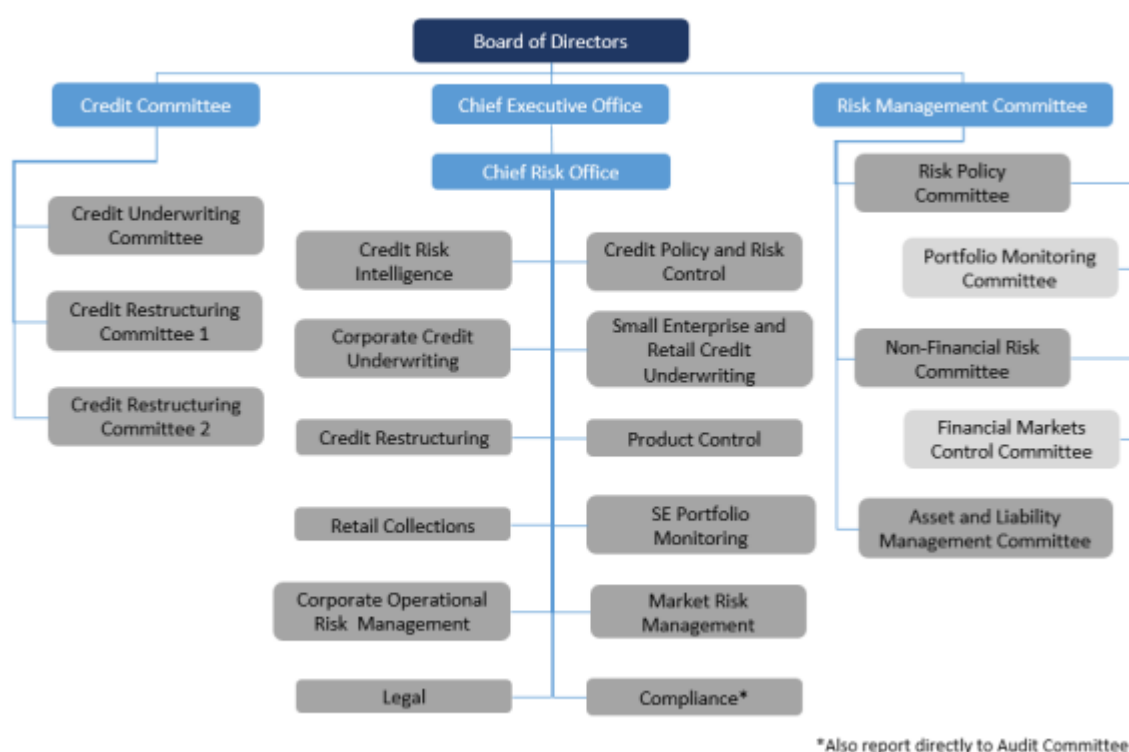 Board of Directors
Credit Committee
Chief Executive Office
Risk Management Committee
Chief Risk Office
Credit Underwriting
Committee
Credit Restructuring
Committee 1
Credit Restructuring
Committee 2
Credit Risk
Intelligence
Credit Policy and Risk
Control
Corporate Credit
Underwriting
Small Enterprise and
Retail Credit
Underwriting
Credit Restructuring
Product Control
Retail Collections
SE Portfolio
Monitoring
Corporate Operational
Risk Management
Market Risk
Management
Legal
Compliance*
Risk Policy
Committee
Portfolio Monitoring
Committee
Non-Financial Risk
Committee
Financial Markets
Control Committee
Asset and Liability
Management Committee
*Also report directly to Audit Committee